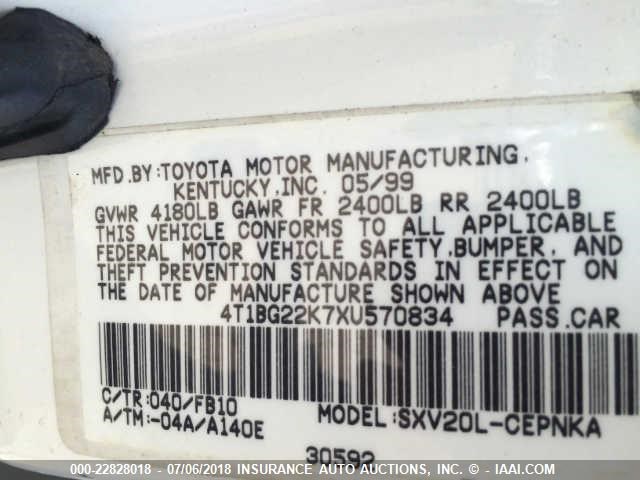 MFD.BY:TOYOTA MOTOR MANUFACTURING,
KENTUCKY,INC. 05/99
GVWR 4180LB GAWR FR 2400LB RR 2400LB
THIS VEHICLE CONFORMS TO ALL APPLICABLE
FEDERAL MOTOR VEHICLE SAFETY,BUMPER, AND
THEFT PREVENTION STANDARDS IN EFFECT ON
THE DATE OF MANUFACTURE SHOWN ABOVE
4T1BG22K7XU570834 PASS.CAR
C/TR:040/FB10
A/TM:-04A/A140E MODEL:SXV20L-CEPNKA
30592
000-22828018 - 07/06/2018 - INSURANCE AUTO AUCTIONS, INC. - © - IAAI.COM